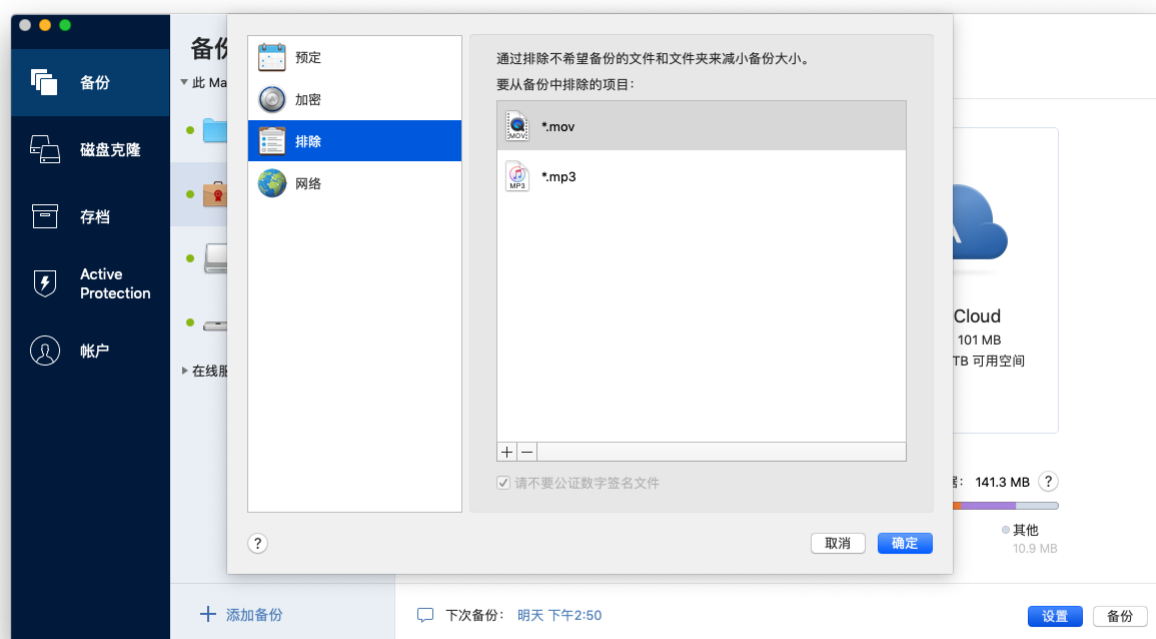 备份
磁盘克隆
存档
Active
Protection
帐户
备份
此 Ma
在线服
添加备份
预定
加密
排除
网络
通过排除不希望备份的文件和文件夹来减小备份大小。
要从备份中排除的项目：
MOV
*.mov
MP3
*.mp3
请不要公证数字签名文件
?
取消
确定
Cloud
101 MB
TB 可用空间
141.3 MB
?
其他
10.9 MB
下次备份： 明天 下午2:50
设置
备份